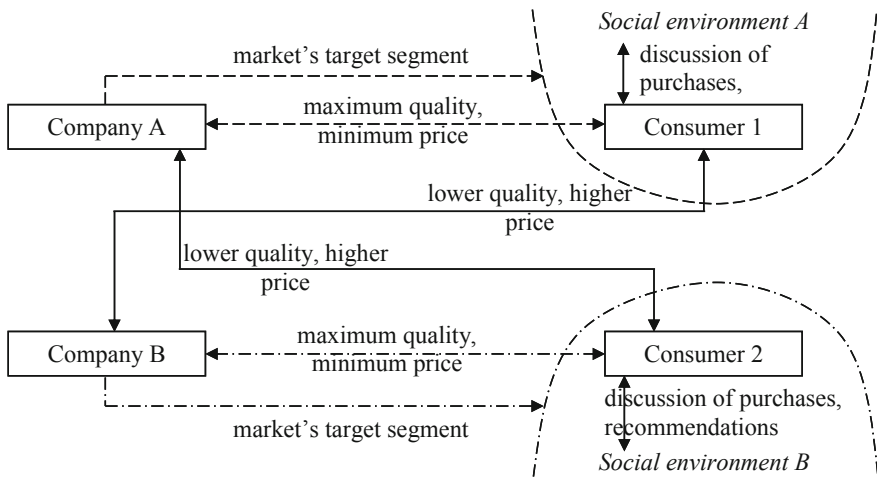 Social environment A
market’s target segment
discussion of
purchases,
maximum quality,
minimum price
Company A
Consumer 1
lower quality, higher
price
lower quality, higher
price
maximum quality,
minimum price
Company B
Consumer 2
discussion of purchases,
recommendations
market’s target segment
Social environment B